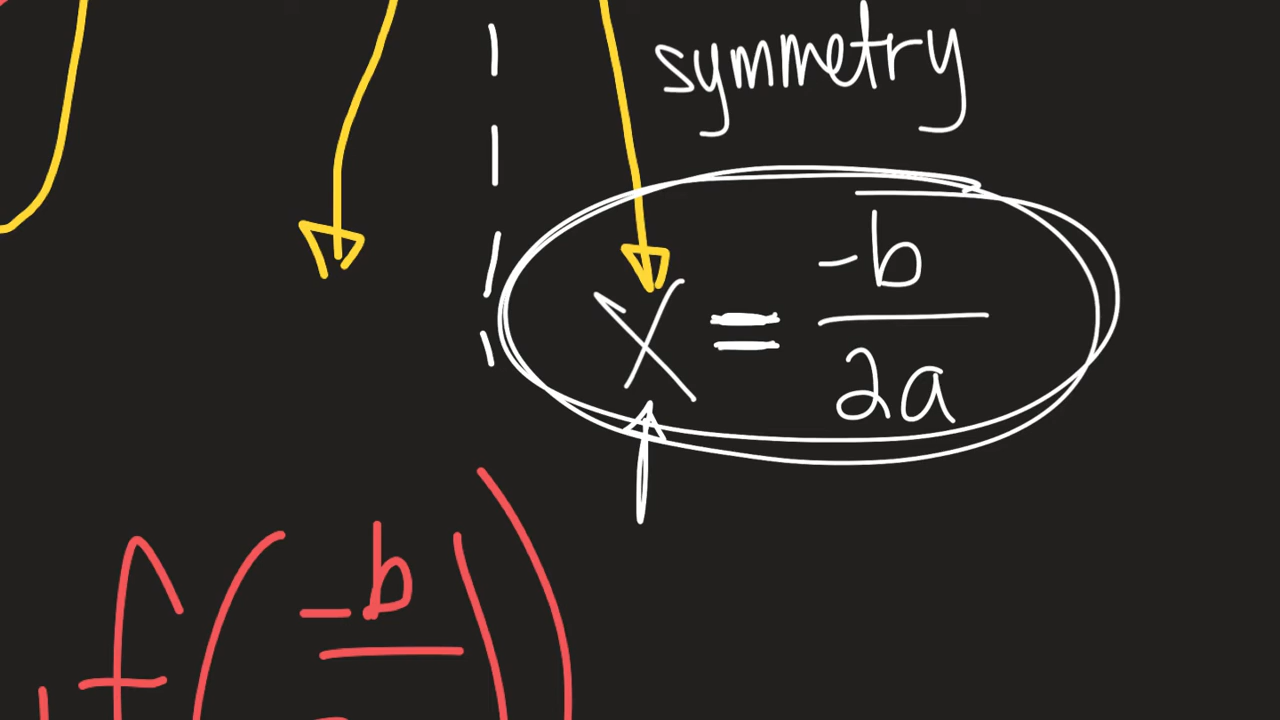 symmetry
x = -b/2a
f(-b